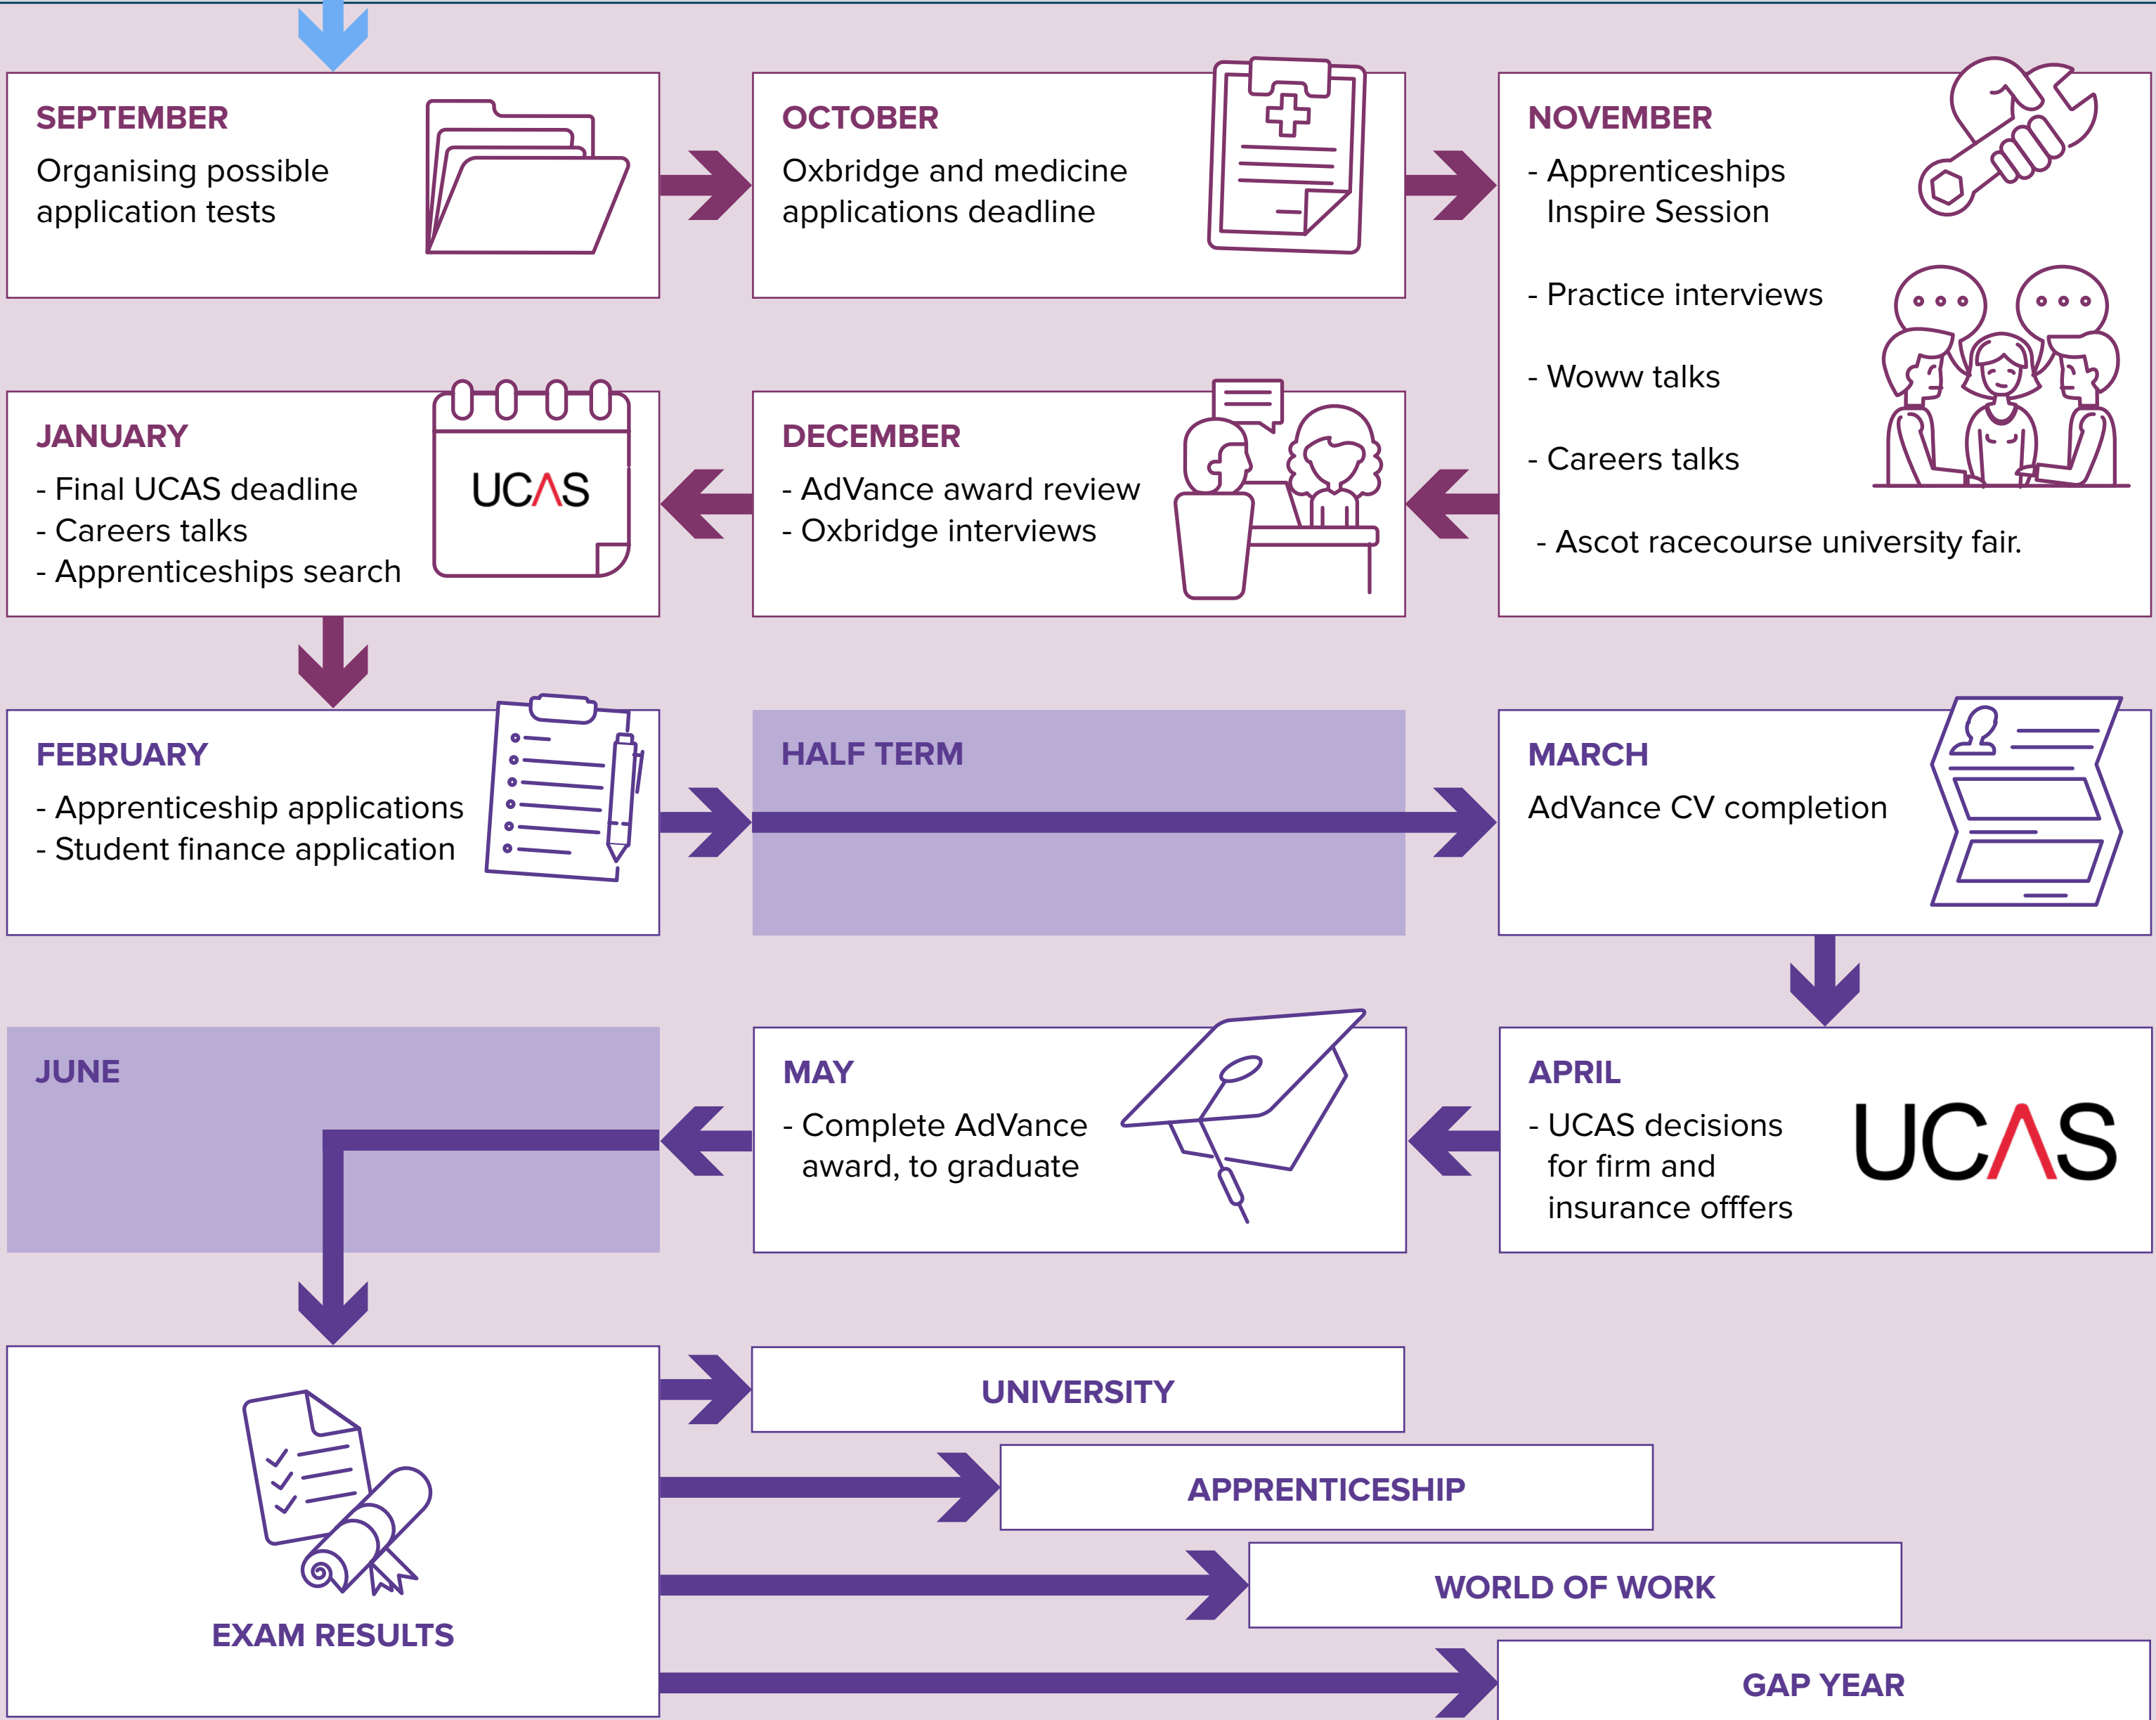 SEPTEMBER
Organising possible
application tests
OCTOBER
Oxbridge and medicine
applications deadline
NOVEMBER
- Apprenticeships
Inspire Session
- Practice interviews
- Woww talks
- Careers talks
- Ascot racecourse university fair.
DECEMBER
- AdVance award review
- Oxbridge interviews
JANUARY
- Final UCAS deadline
- Careers talks
- Apprenticeships search
UCAS
FEBRUARY
- Apprenticeship applications
- Student finance application
HALF TERM
MARCH
AdVance CV completion
APRIL
- UCAS decisions
for firm and
insurance offfers
UCAS
MAY
- Complete AdVance
award, to graduate
JUNE
EXAM RESULTS
UNIVERSITY
APPRENTICESHIP
WORLD OF WORK
GAP YEAR